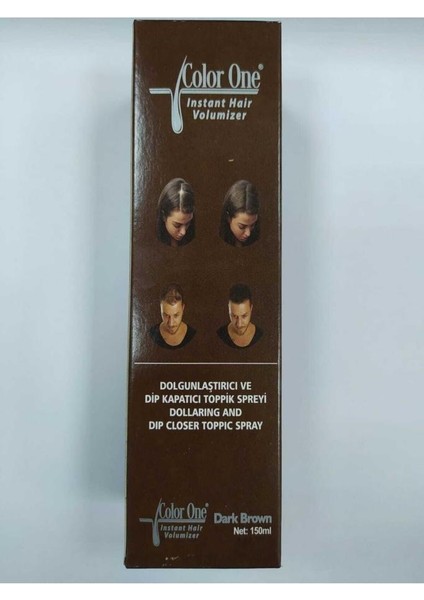 Color One®
Instant Hair
Volumizer
DOLGUNLAŞTIRICI VE
DİP KAPATICI TOPPİK SPREYİ
DOLLARING AND
DIP CLOSER TOPPIC SPRAY
Color One®
Instant Hair
Volumizer
Dark Brown
Net: 150ml